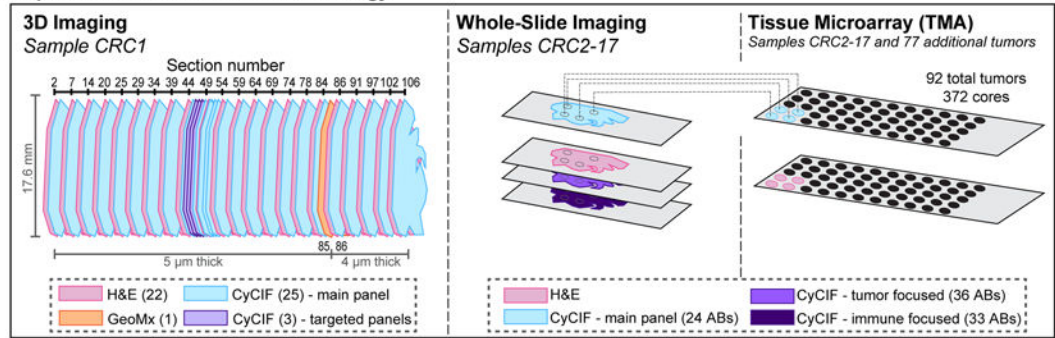 3D Imaging
Sample CRC1
Section number
2 7 14 20 25 29 34 39 44 49 54 59 64 69 74 78 84 86 91 97 102 106
17.6 mm
85 86
5 µm thick
4 µm thick
H&E (22)
CyCIF (25) - main panel
GeoMx (1)
CyCIF (3) - targeted panels
Whole-Slide Imaging
Samples CRC2-17
Tissue Microarray (TMA)
Samples CRC2-17 and 77 additional tumors
92 total tumors
372 cores
H&E
CyCIF - tumor focused (36 ABs)
CyCIF - main panel (24 ABs)
CyCIF - immune focused (33 ABs)